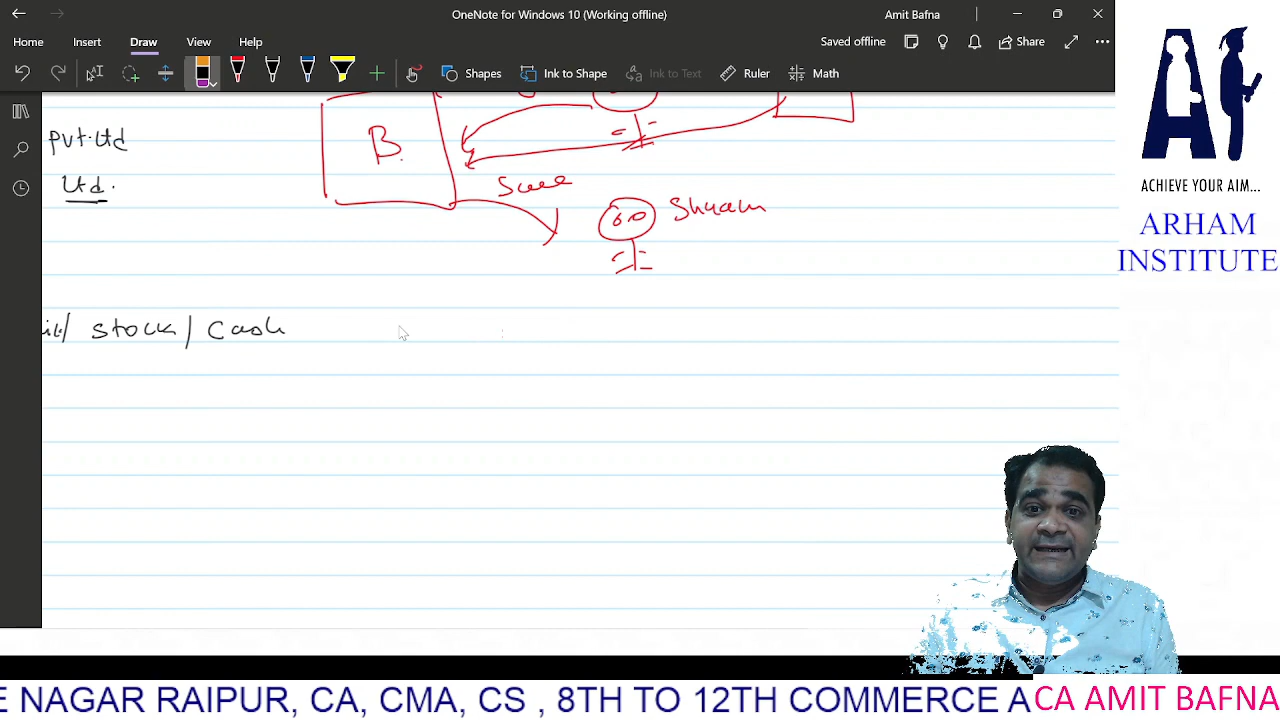 OneNote for Windows 10 (Working offline)
Amit Bafna
Home Insert Draw View Help
Saved offline
Share
Shapes
Ink to Shape
Ink to Text
Ruler
Math
Pvt. Ltd
Ltd.
B.
Shyam
/ Stock / Cash
ACHIEVE YOUR AIM...
ARHAM
INSTITUTE
E NAGAR RAIPUR, CA, CMA, CS , 8TH TO 12TH COMMERCE A
CA AMIT BAFNA